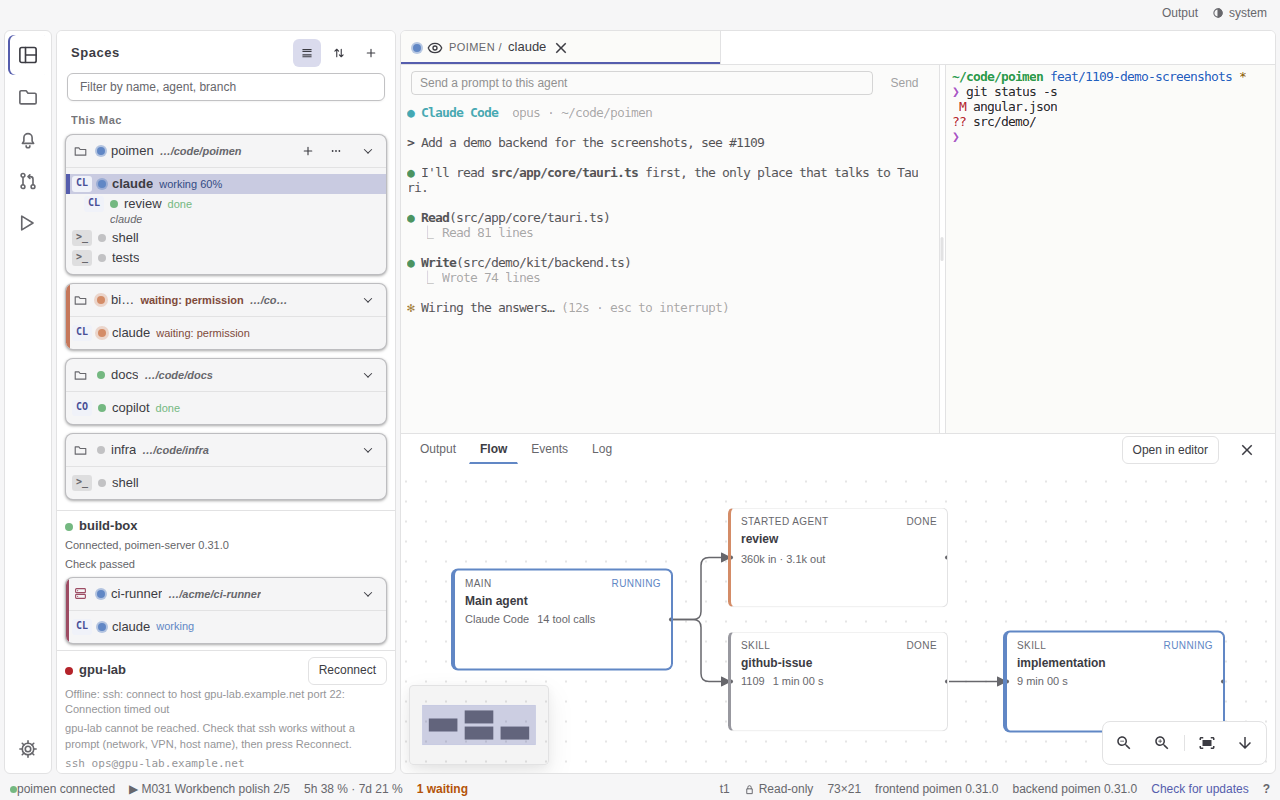 Output system
Spaces
Filter by name, agent, branch
This Mac
poimen …/code/poimen
CL claude working 60%
CL review done
claude
>_ shell
>_ tests
bi… waiting: permission …/co…
CL claude waiting: permission
docs …/code/docs
CO copilot done
infra …/code/infra
>_ shell
build-box
Connected, poimen-server 0.31.0
Check passed
ci-runner …/acme/ci-runner
CL claude working
gpu-lab Reconnect
Offline: ssh: connect to host gpu-lab.example.net port 22:
Connection timed out
gpu-lab cannot be reached. Check that ssh works without a
prompt (network, VPN, host name), then press Reconnect.
ssh ops@gpu-lab.example.net
POIMEN / claude
Send a prompt to this agent Send
● Claude Code opus · ~/code/poimen
> Add a demo backend for the screenshots, see #1109
● I'll read src/app/core/tauri.ts first, the only place that talks to Tau
ri.
● Read(src/app/core/tauri.ts)
⎿ Read 81 lines
● Write(src/demo/kit/backend.ts)
⎿ Wrote 74 lines
✻ Wiring the answers… (12s · esc to interrupt)
~/code/poimen feat/1109-demo-screenshots *
❯ git status -s
M angular.json
?? src/demo/
❯
Output Flow Events Log Open in editor
MAIN RUNNING
Main agent
Claude Code 14 tool calls
STARTED AGENT DONE
review
360k in · 3.1k out
SKILL DONE
github-issue
1109 1 min 00 s
SKILL RUNNING
implementation
9 min 00 s
poimen connected ▶ M031 Workbench polish 2/5 5h 38 % · 7d 21 % 1 waiting t1 Read-only 73×21 frontend poimen 0.31.0 backend poimen 0.31.0 Check for updates ?